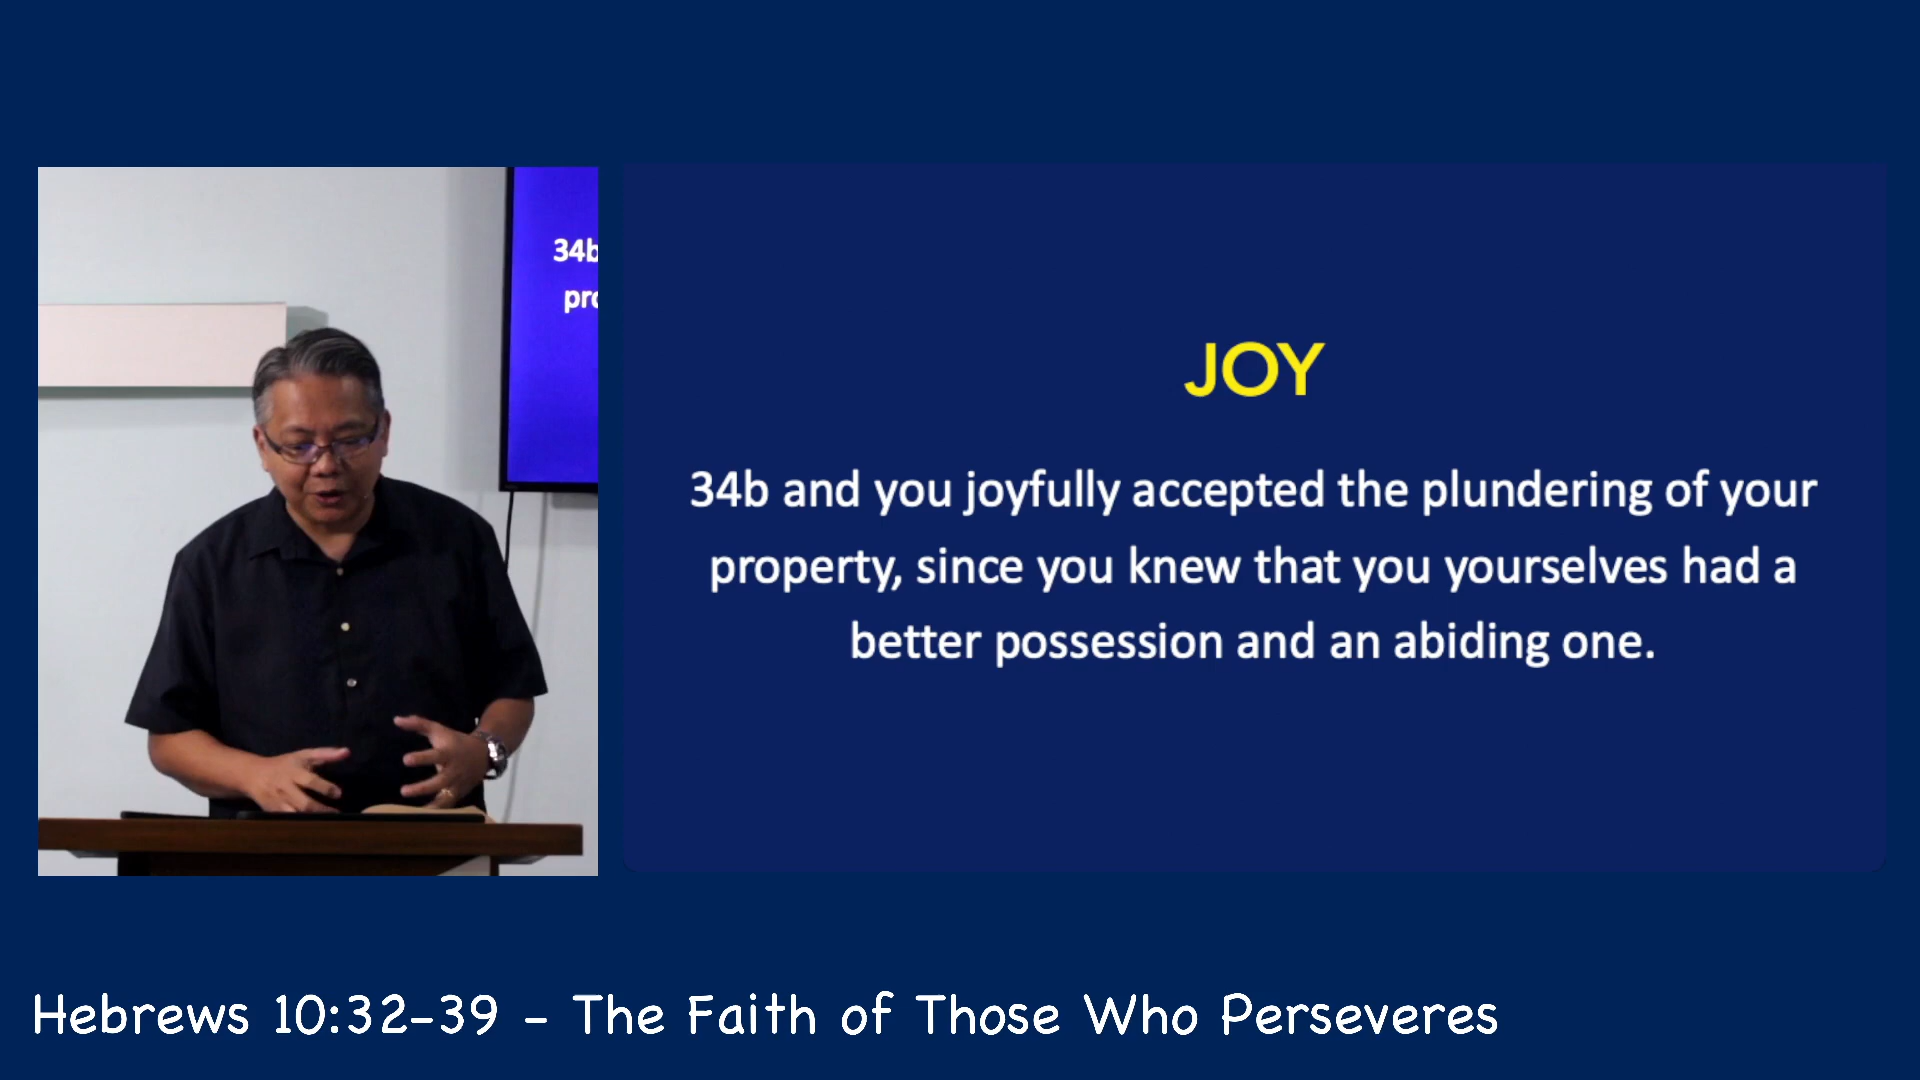 34b
pro
JOY
34b and you joyfully accepted the plundering of your
property, since you knew that you yourselves had a
better possession and an abiding one.
Hebrews 10:32-39 - The Faith of Those Who Perseveres